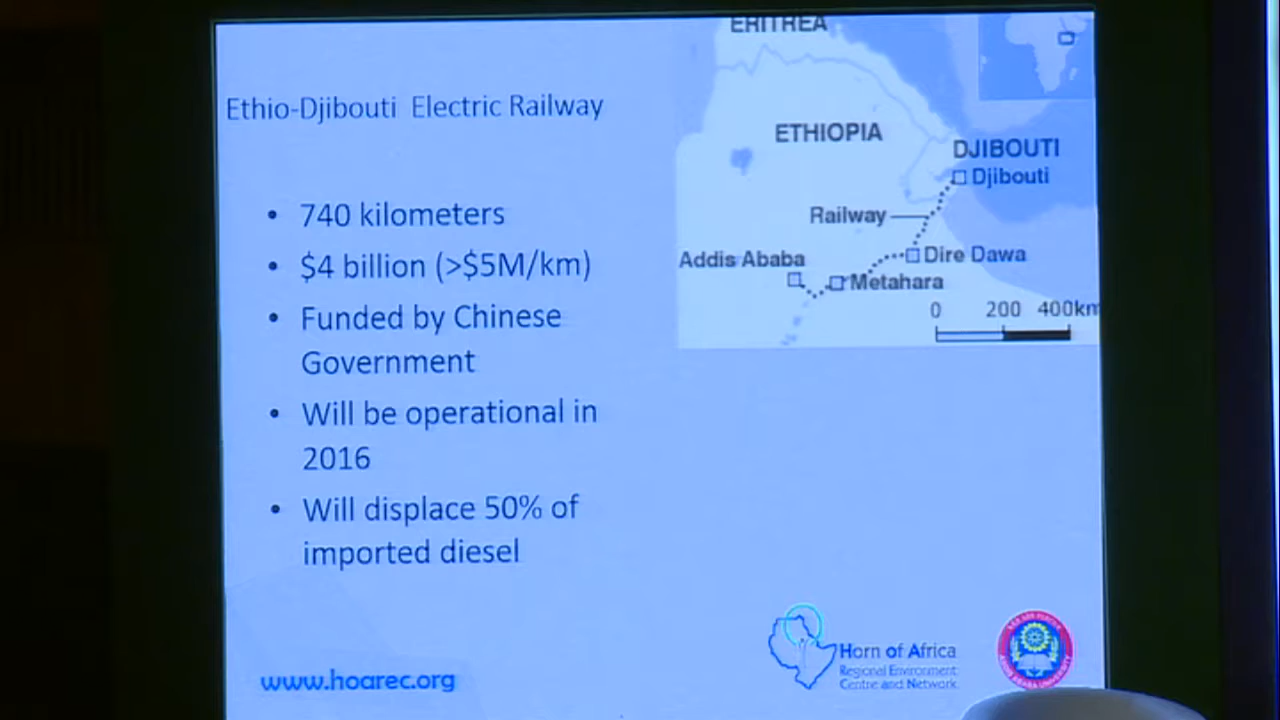 Ethio-Djibouti Electric Railway
• 740 kilometers
• $4 billion (>$5M/km)
• Funded by Chinese
Government
• Will be operational in
2016
• Will displace 50% of
imported diesel
ERITREA
ETHIOPIA
DJIBOUTI
Djibouti
Railway
Dire Dawa
Addis Ababa
Metahara
0 200 400km
www.hoarec.org
Horn of Africa
Regional Environment
Centre and Network